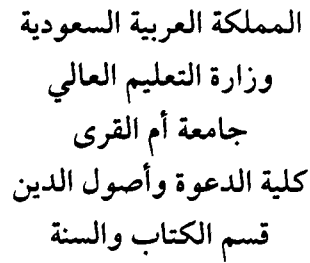 المملكة العربية السعودية
وزارة التعليم العالي
جامعة أم القرى
كلية الدعوة وأصول الدين
قسم الكتاب والسنة